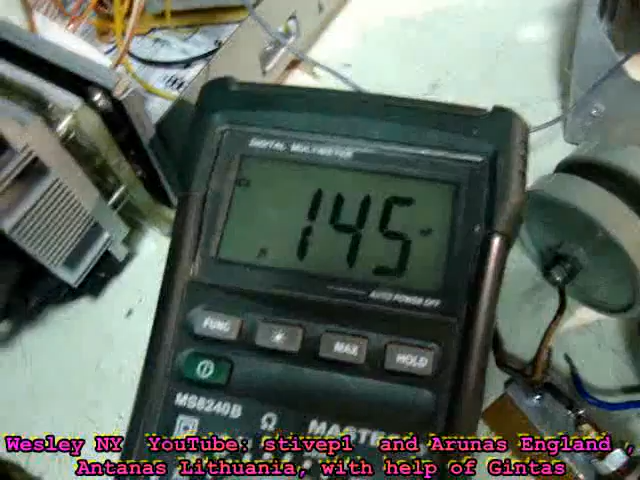 DIGITAL MULTIMETER
145
AUTO POWER OFF
FUNC MAX HOLD
MS8240B Ω
Wesley NY YouTube: stivep1 and Arunas England ,
Antanas Lithuania, with help of Gintas